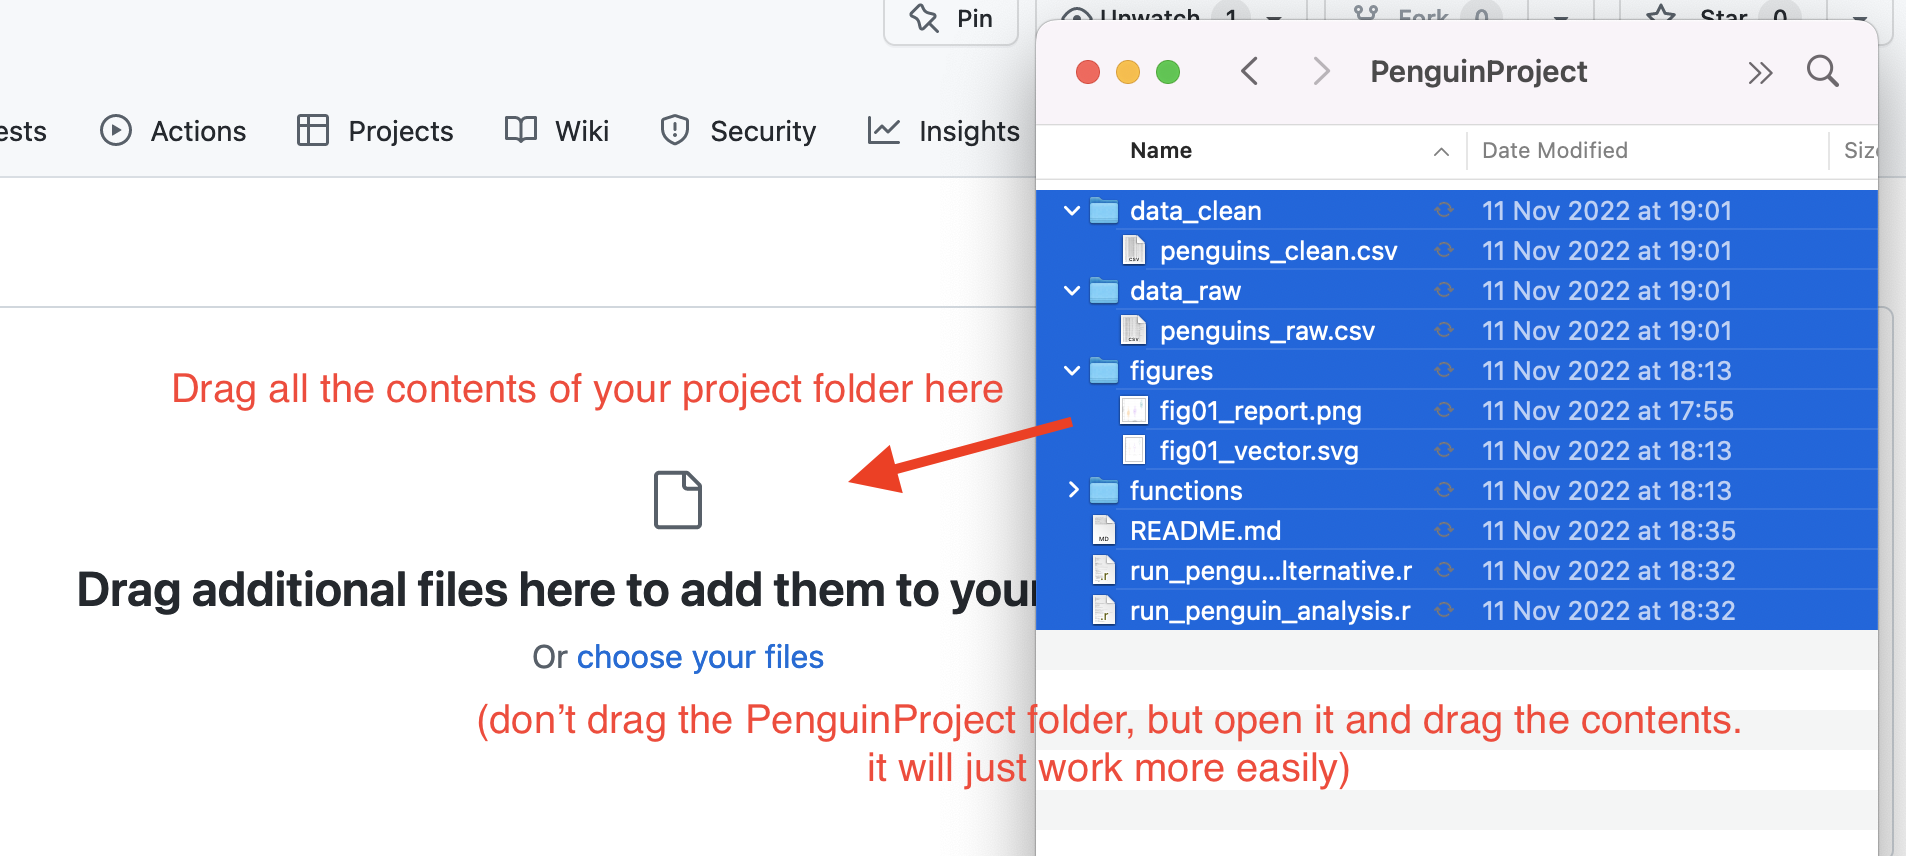 Pin
Unwatch 1
Fork 0
Star 0
ests
Actions
Projects
Wiki
Security
Insights
PenguinProject
Name
Date Modified
Siz
data_clean 11 Nov 2022 at 19:01
penguins_clean.csv 11 Nov 2022 at 19:01
data_raw 11 Nov 2022 at 19:01
penguins_raw.csv 11 Nov 2022 at 19:01
figures 11 Nov 2022 at 18:13
fig01_report.png 11 Nov 2022 at 17:55
fig01_vector.svg 11 Nov 2022 at 18:13
functions 11 Nov 2022 at 18:13
README.md 11 Nov 2022 at 18:35
run_pengu...lternative.r 11 Nov 2022 at 18:32
run_penguin_analysis.r 11 Nov 2022 at 18:32
Drag all the contents of your project folder here
Drag additional files here to add them to your
Or choose your files
(don’t drag the PenguinProject folder, but open it and drag the contents.
it will just work more easily)